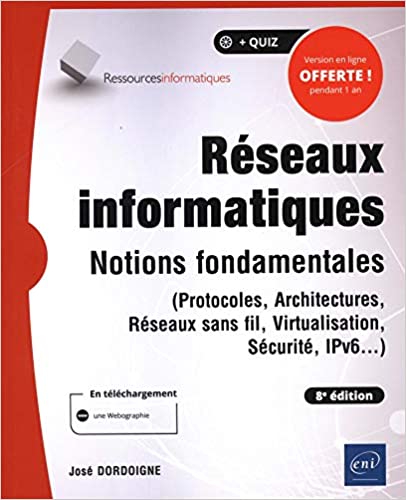 + QUIZ
Version en ligne
OFFERTE !
pendant 1 an
Ressourcesinformatiques
Réseaux
informatiques
Notions fondamentales
(Protocoles, Architectures,
Réseaux sans fil, Virtualisation,
Sécurité, IPv6...)
8e édition
En téléchargement
une Webographie
José DORDOIGNE
eni